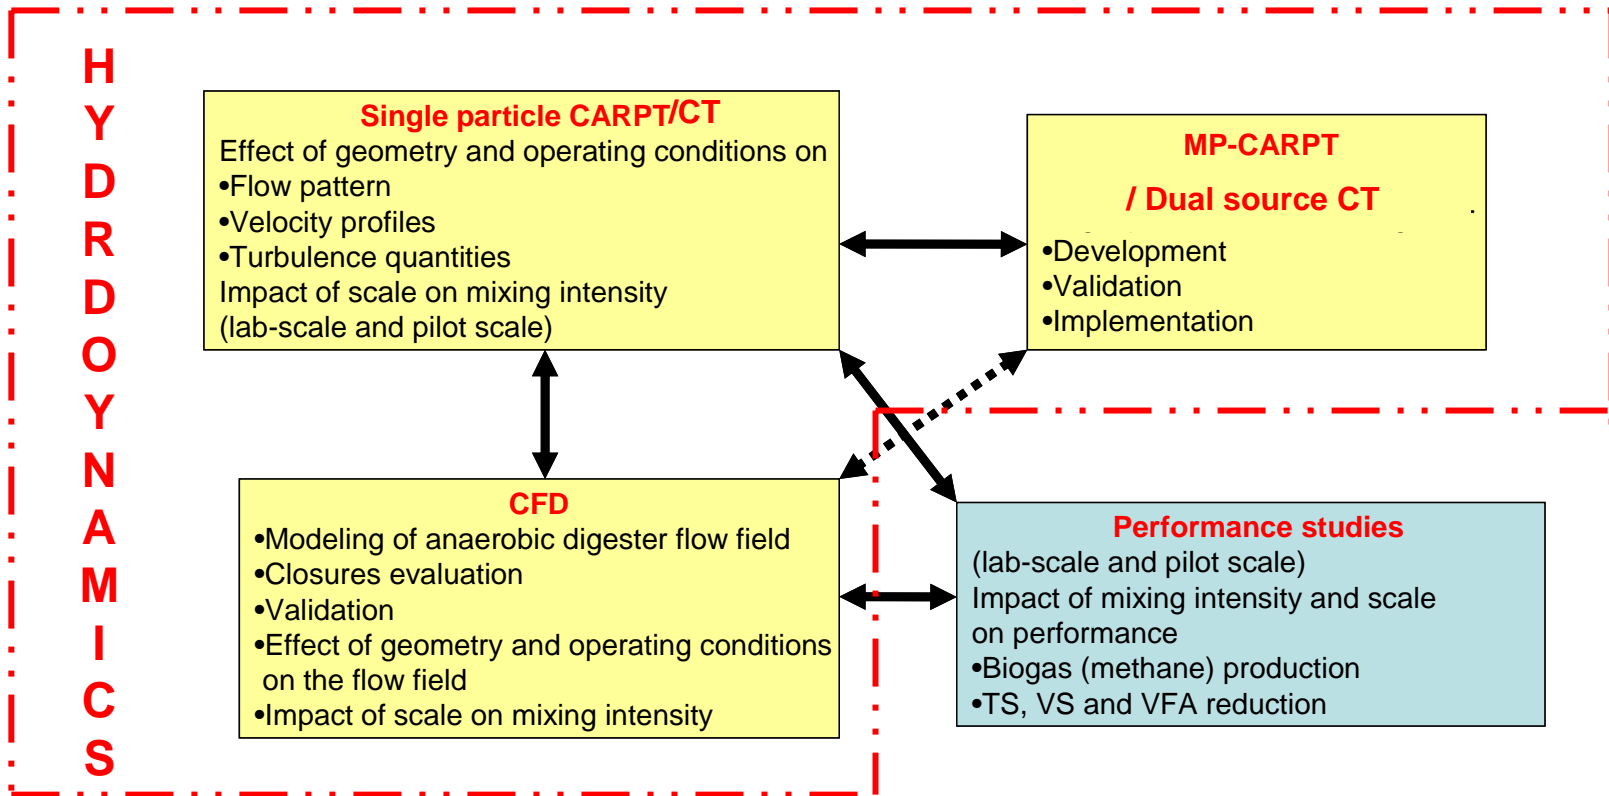 HYDRDOYNAMICS
Single particle CARPT/CT
Effect of geometry and operating conditions on
•Flow pattern
•Velocity profiles
•Turbulence quantities
Impact of scale on mixing intensity
(lab-scale and pilot scale)
MP-CARPT
/ Dual source CT
•Development
•Validation
•Implementation
CFD
•Modeling of anaerobic digester flow field
•Closures evaluation
•Validation
•Effect of geometry and operating conditions
on the flow field
•Impact of scale on mixing intensity
Performance studies
(lab-scale and pilot scale)
Impact of mixing intensity and scale
on performance
•Biogas (methane) production
•TS, VS and VFA reduction